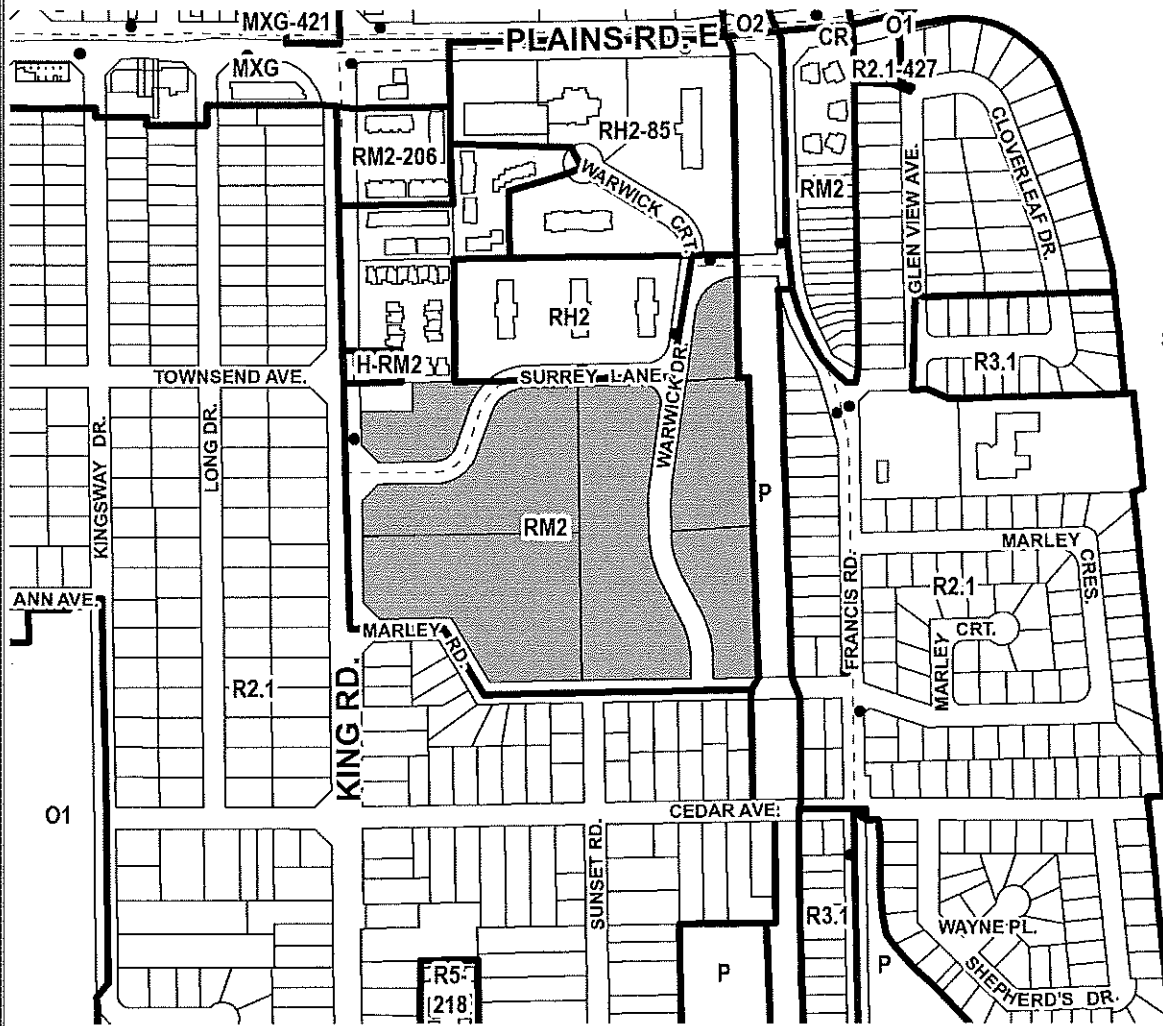 MXG-421
PLAINS RD. E
O2
CR
O1
MXG
R2.1-427
RH2-85
RM2-206
WARWICK CRT.
RM2
GLEN VIEW AVE.
CLOVERLEAF DR.
RH2
H-RM2
R3.1
TOWNSEND AVE.
SURREY LANE
WARWICK DR.
KINGSWAY DR.
LONG DR.
P
RM2
MARLEY CRES.
ANN AVE.
R2.1
FRANCIS RD.
MARLEY RD.
MARLEY CRT.
R2.1
KING RD.
O1
CEDAR AVE.
SUNSET RD.
R3.1
WAYNE PL.
R5-
218
P
P
SHEPHERD'S DR.